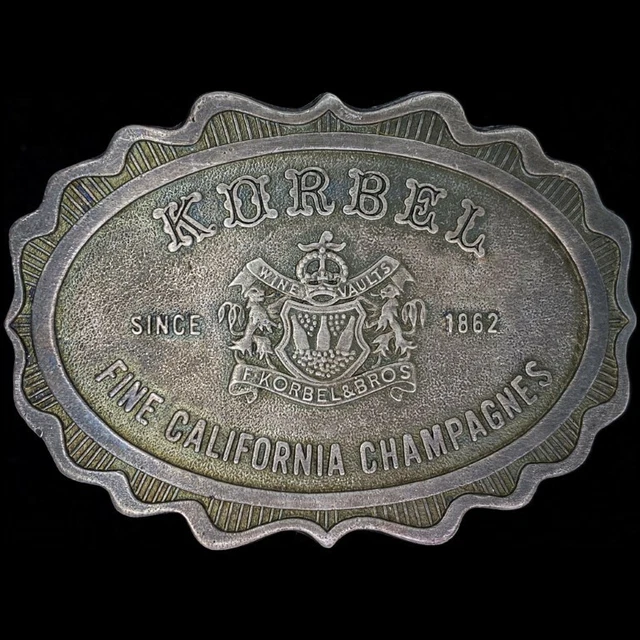 KORBEL
WINE VAULTS
SINCE 1862
F. KORBEL & BROS
FINE CALIFORNIA CHAMPAGNES